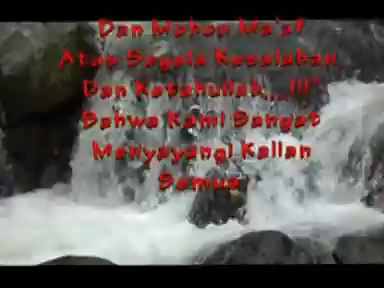 Dan Mohon Ma'af
Atas Segala Kesalahan
Dan Ketahuilah....!!!"
Bahwa Kami Sangat
Menyayangi Kalian
Semua